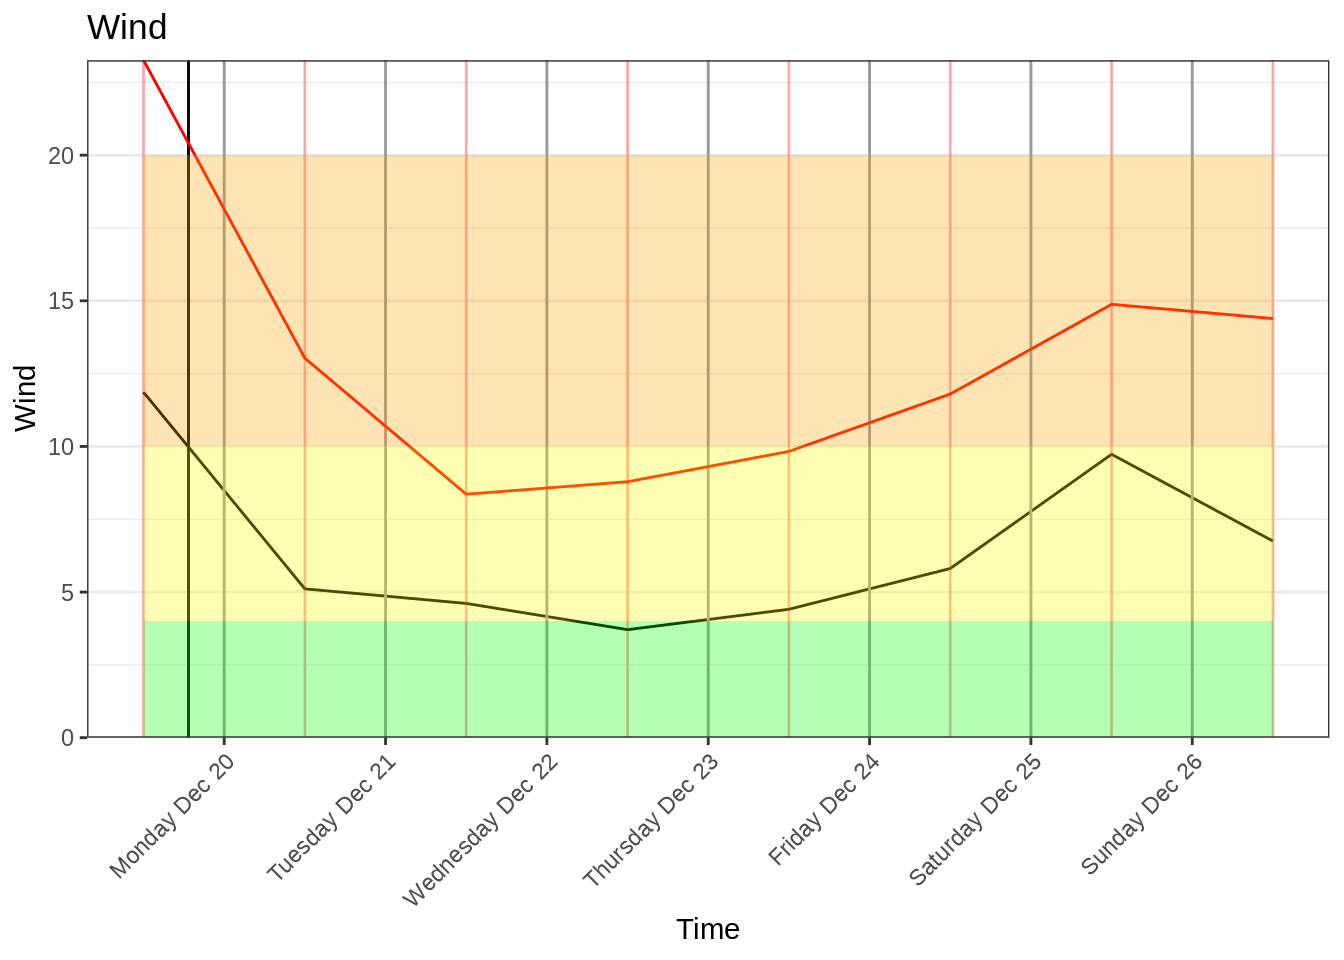 Wind
Wind
20
15
10
5
0
Monday Dec 20
Tuesday Dec 21
Wednesday Dec 22
Thursday Dec 23
Friday Dec 24
Saturday Dec 25
Sunday Dec 26
Time